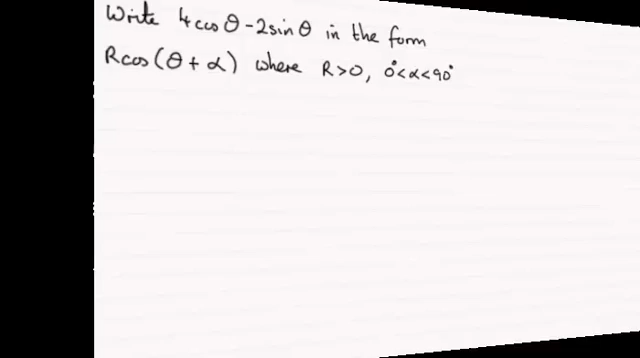 Write 4cos θ - 2sin θ in the form
Rcos(θ + α) where R>0, 0°<α<90°